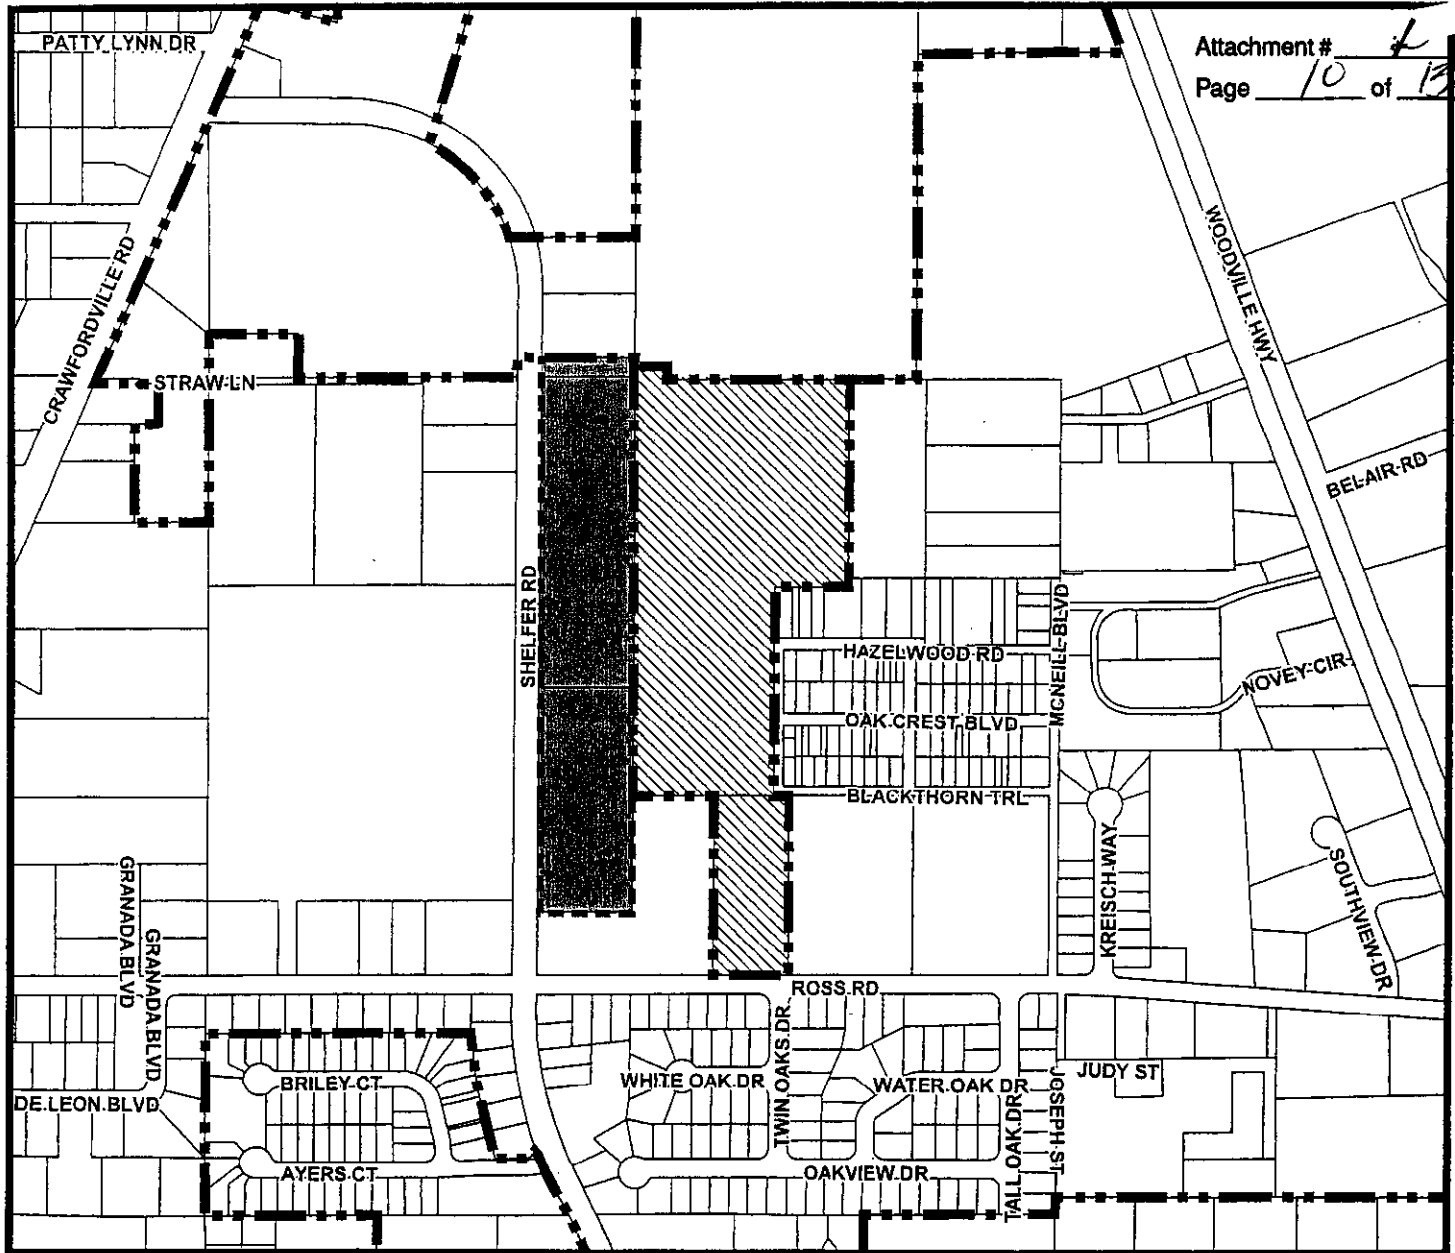 Attachment #
Page 10 of 13
PATTY LYNN DR
CRAWFORDVILLE RD
STRAW LN
WOODVILLE HWY
BEL-AIR RD
SHELFER RD
HAZELWOOD RD
MCNEILL BLVD
NOVEY CIR
OAK CREST BLVD
BLACKTHORN TRL
GRANADA BLVD
GRANADA BLVD
KREISCH WAY
SOUTHVIEW DR
ROSS RD
BRILEY CT
WHITE OAK DR
TWIN OAKS DR
WATER OAK DR
JUDY ST
DE LEON BLVD
JOSEPH ST
TALL OAK DR
AYERS CT
OAKVIEW DR